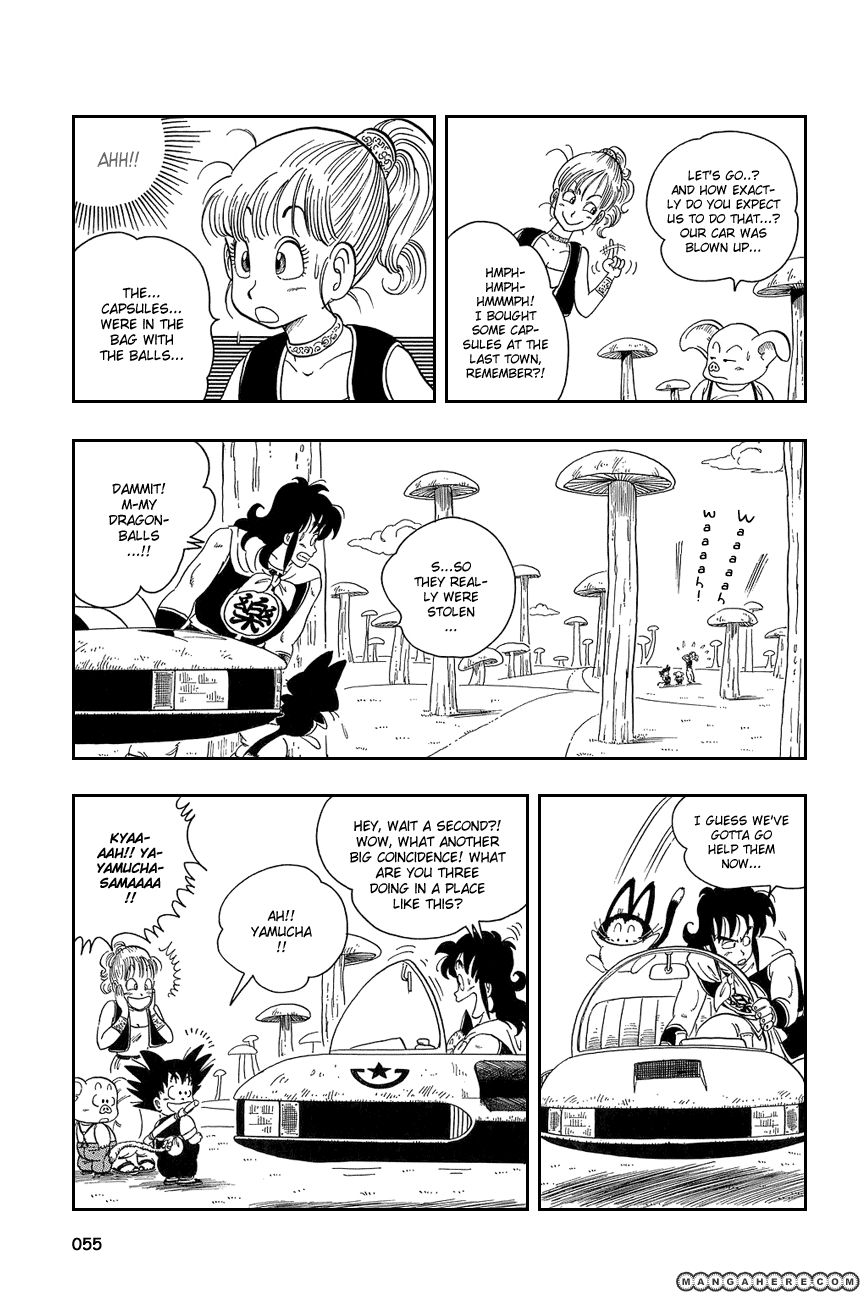 LET'S GO..?
AND HOW EXACT-
LY DO YOU EXPECT
US TO DO THAT...?
OUR CAR WAS
BLOWN UP...
HMPH-
HMPH-
HMMMPH!
I BOUGHT
SOME CAP-
SULES AT THE
LAST TOWN,
REMEMBER?!
AHH!!
THE...
CAPSULES...
WERE IN THE
BAG WITH
THE BALLS...
Waaaaah
waaaah!
S...SO
THEY REAL-
LY WERE
STOLEN
...
DAMMIT!
M-MY
DRAGON-
BALLS
...!!
樂
I GUESS WE'VE
GOTTA GO
HELP THEM
NOW...
HEY, WAIT A SECOND?!
WOW, WHAT ANOTHER
BIG COINCIDENCE! WHAT
ARE YOU THREE
DOING IN A PLACE
LIKE THIS?
AH!!
YAMUCHA
!!
KYAA-
AAH!! YA-
YAMUCHA-
SAMAAAA
!!
055
MANGAHERE.COM